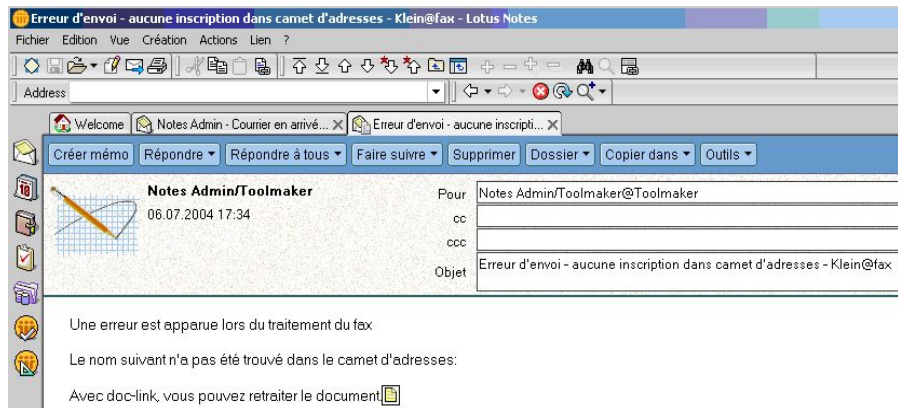 Erreur d'envoi - aucune inscription dans carnet d'adresses - Klein@fax - Lotus Notes
Fichier Edition Vue Création Actions Lien ?
Address
Welcome Notes Admin - Courrier en arrivé... Erreur d'envoi - aucune inscripti...
Créer mémo Répondre Répondre à tous Faire suivre Supprimer Dossier Copier dans Outils
Notes Admin/Toolmaker
06.07.2004 17:34
Pour Notes Admin/Toolmaker@Toolmaker
cc
ccc
Objet Erreur d'envoi - aucune inscription dans carnet d'adresses - Klein@fax
18
Une erreur est apparue lors du traitement du fax
Le nom suivant n'a pas été trouvé dans le carnet d'adresses:
Avec doc-link, vous pouvez retraiter le document.